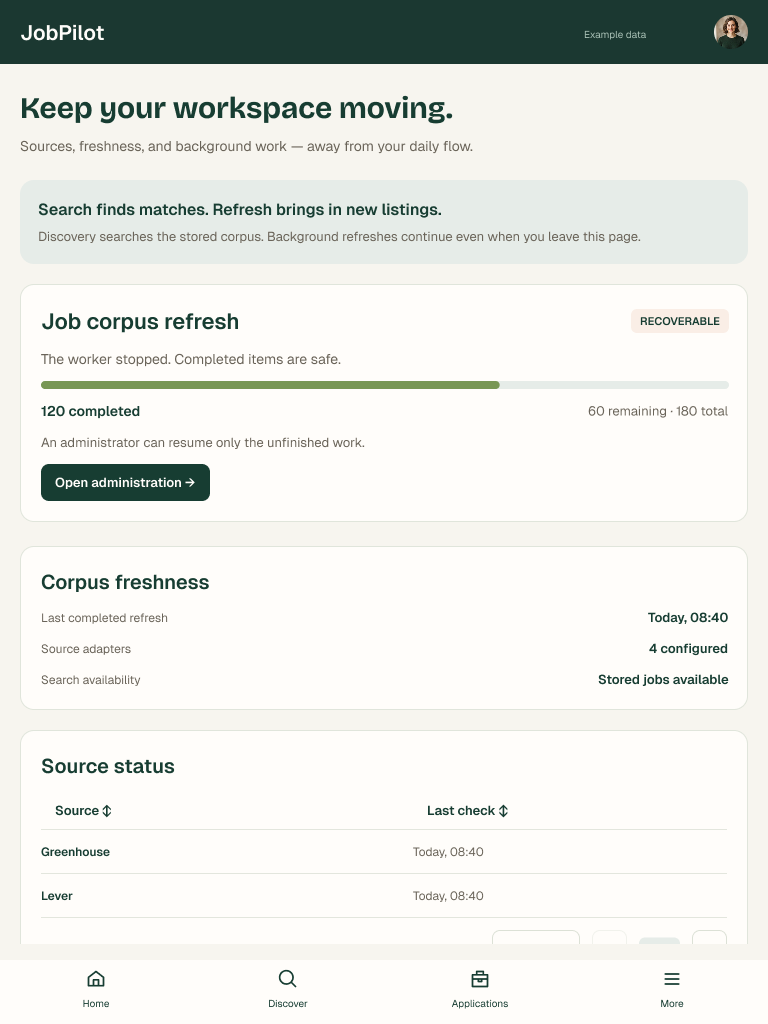 JobPilot
Example data
Keep your workspace moving.
Sources, freshness, and background work — away from your daily flow.
Search finds matches. Refresh brings in new listings.
Discovery searches the stored corpus. Background refreshes continue even when you leave this page.
Job corpus refresh
RECOVERABLE
The worker stopped. Completed items are safe.
120 completed
60 remaining · 180 total
An administrator can resume only the unfinished work.
Open administration →
Corpus freshness
Last completed refresh
Today, 08:40
Source adapters
4 configured
Search availability
Stored jobs available
Source status
Source
Last check
Greenhouse
Today, 08:40
Lever
Today, 08:40
Home
Discover
Applications
More